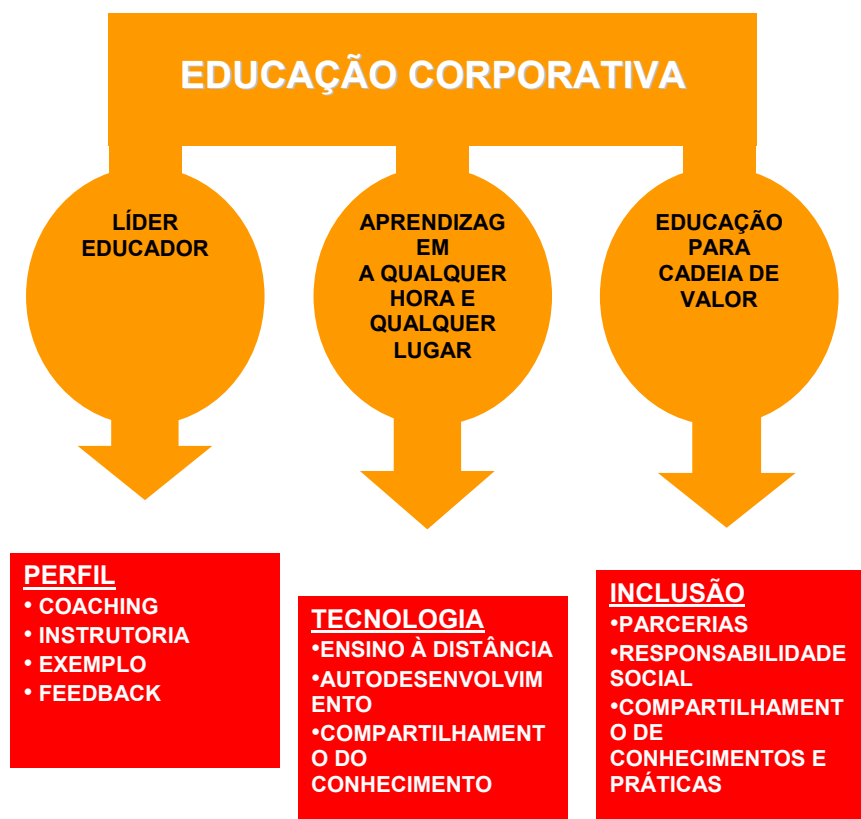 EDUCAÇÃO CORPORATIVA
LÍDER
EDUCADOR
APRENDIZAG
EM
A QUALQUER
HORA E
QUALQUER
LUGAR
EDUCAÇÃO
PARA
CADEIA DE
VALOR
PERFIL
• COACHING
• INSTRUTORIA
• EXEMPLO
• FEEDBACK
TECNOLOGIA
•ENSINO À DISTÂNCIA
•AUTODESENVOLVIM
ENTO
•COMPARTILHAMENT
O DO
CONHECIMENTO
INCLUSÃO
•PARCERIAS
•RESPONSABILIDADE
SOCIAL
•COMPARTILHAMENT
O DE
CONHECIMENTOS E
PRÁTICAS